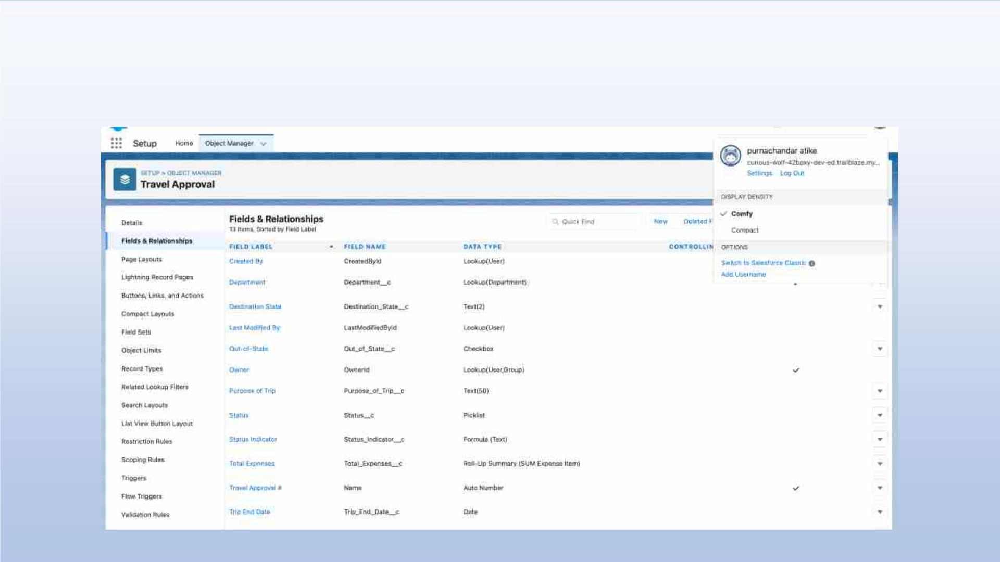 Setup Home Object Manager
purnachandar atike
curious-wolf-42bpxy-dev-ed.trailblaze.my...
Settings Log Out
SETUP > OBJECT MANAGER
Travel Approval
DISPLAY DENSITY
Comfy
Compact
OPTIONS
Switch to Salesforce Classic
Add Username
Details
Fields & Relationships
Page Layouts
Lightning Record Pages
Buttons, Links, and Actions
Compact Layouts
Field Sets
Object Limits
Record Types
Related Lookup Filters
Search Layouts
List View Button Layout
Restriction Rules
Scoping Rules
Triggers
Flow Triggers
Validation Rules
Fields & Relationships
13 Items, Sorted by Field Label
Quick Find New Deleted F
FIELD LABEL FIELD NAME DATA TYPE CONTROLLIN
Created By CreatedById Lookup(User)
Department Department__c Lookup(Department)
Destination State Destination_State__c Text(2)
Last Modified By LastModifiedById Lookup(User)
Out-of-State Out_of_State__c Checkbox
Owner OwnerId Lookup(User,Group)
Purpose of Trip Purpose_of_Trip__c Text(50)
Status Status__c Picklist
Status Indicator Status_Indicator__c Formula (Text)
Total Expenses Total_Expenses__c Roll-Up Summary (SUM Expense Item)
Travel Approval # Name Auto Number
Trip End Date Trip_End_Date__c Date